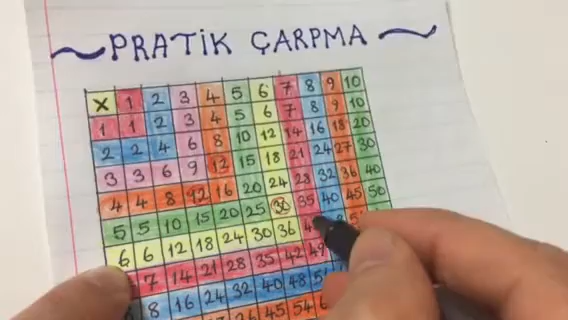 PRATİK ÇARPMA
X 1 2 3 4 5 6 7 8 9 10
1 1 2 3 4 5 6 7 8 9 10
2 2 4 6 8 10 12 14 16 18 20
3 3 6 9 12 15 18 21 24 27 30
4 4 8 12 16 20 24 28 32 36 40
5 5 10 15 20 25 30 35 40 45 50
6 6 12 18 24 30 36
7 14 21 28 35 42
8 16 24 32 40 48
45 54